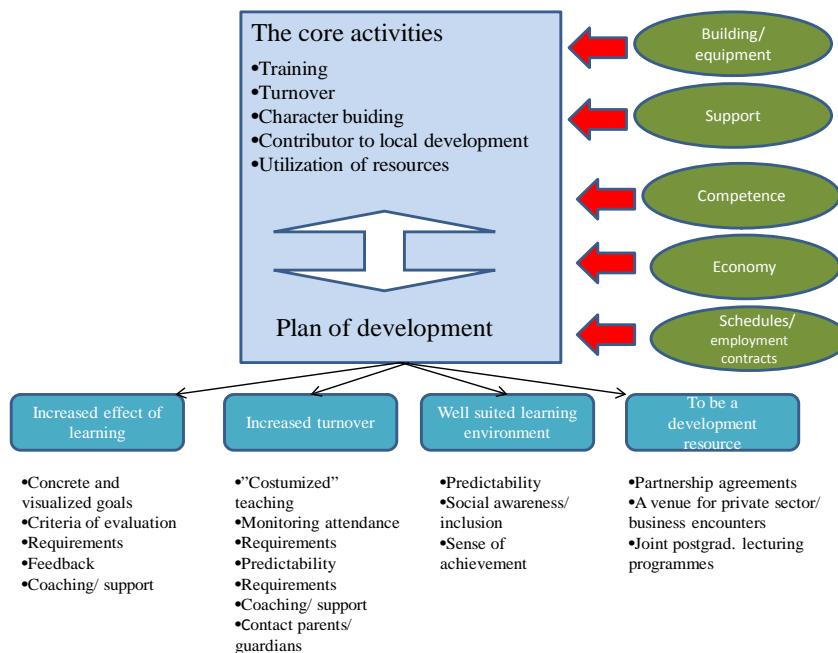 The core activities
•Training
•Turnover
•Character buiding
•Contributor to local development
•Utilization of resources
Plan of development
Building/
equipment
Support
Competence
Economy
Schedules/
employment
contracts
Increased effect of
learning
Increased turnover
Well suited learning
environment
To be a
development
resource
•Concrete and
visualized goals
•Criteria of evaluation
•Requirements
•Feedback
•Coaching/ support
•”Costumized”
teaching
•Monitoring attendance
•Requirements
•Predictability
•Requirements
•Coaching/ support
•Contact parents/
guardians
•Predictability
•Social awareness/
inclusion
•Sense of
achievement
•Partnership agreements
•A venue for private sector/
business encounters
•Joint postgrad. lecturing
programmes